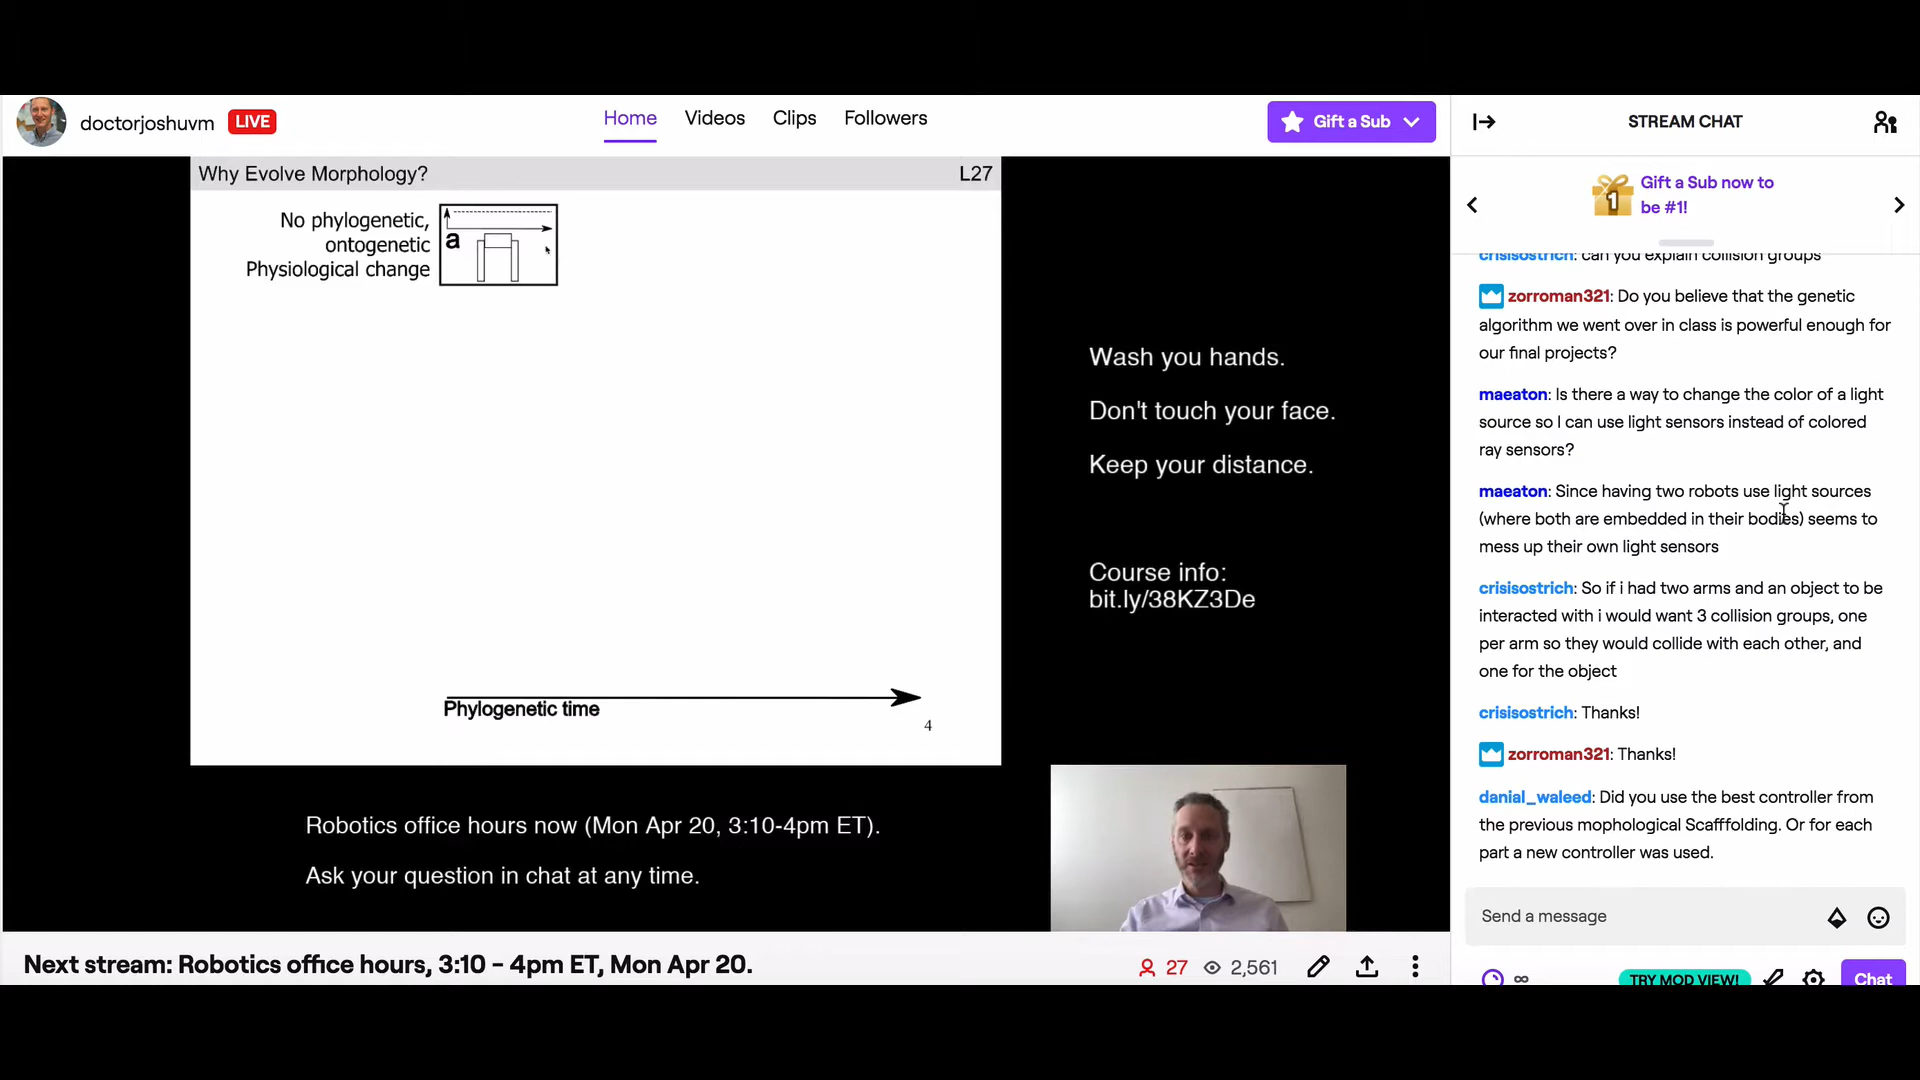 doctorjoshuvm LIVE
Home Videos Clips Followers
Gift a Sub
Why Evolve Morphology? L27
No phylogenetic,
ontogenetic
Physiological change
a
Phylogenetic time
4
Wash you hands.
Don't touch your face.
Keep your distance.
Course info:
bit.ly/38KZ3De
Robotics office hours now (Mon Apr 20, 3:10-4pm ET).
Ask your question in chat at any time.
Next stream: Robotics office hours, 3:10 - 4pm ET, Mon Apr 20.
27 2,561
STREAM CHAT
1
Gift a Sub now to
be #1!
crisisostrich: can you explain collision groups
zorroman321: Do you believe that the genetic
algorithm we went over in class is powerful enough for
our final projects?
maeaton: Is there a way to change the color of a light
source so I can use light sensors instead of colored
ray sensors?
maeaton: Since having two robots use light sources
(where both are embedded in their bodies) seems to
mess up their own light sensors
crisisostrich: So if i had two arms and an object to be
interacted with i would want 3 collision groups, one
per arm so they would collide with each other, and
one for the object
crisisostrich: Thanks!
zorroman321: Thanks!
danial_waleed: Did you use the best controller from
the previous mophological Scafffolding. Or for each
part a new controller was used.
Send a message
∞
TRY MOD VIEW!
Chat